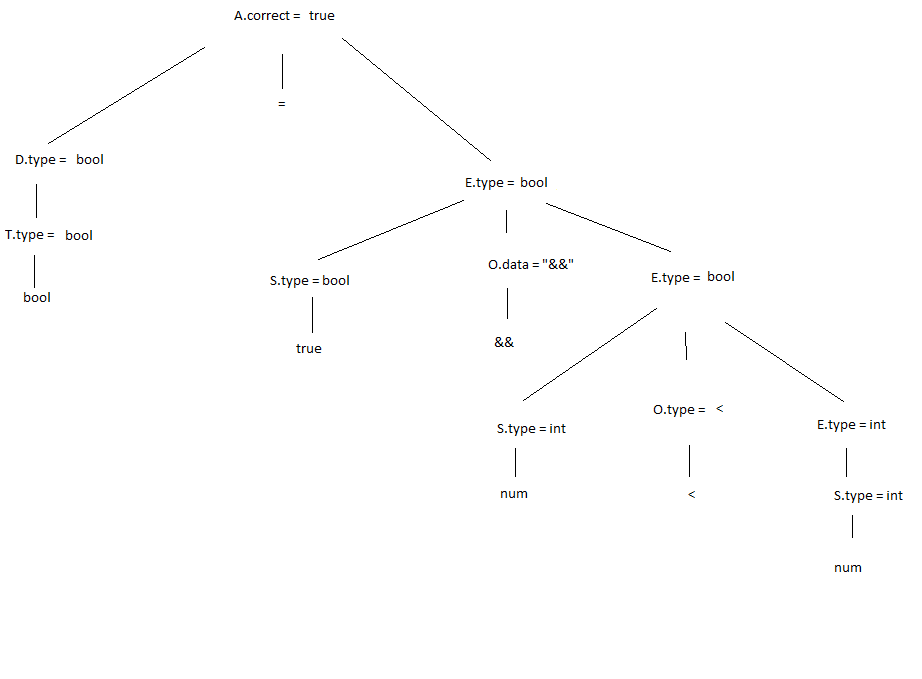 A.correct = true
=
D.type = bool
E.type = bool
T.type = bool
O.data = "&&"
S.type = bool
E.type = bool
bool
&&
true
O.type = <
E.type = int
S.type = int
num
<
S.type = int
num